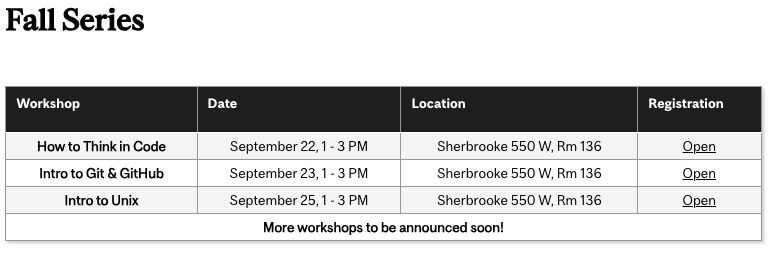 Fall Series
Workshop Date Location Registration
How to Think in Code September 22, 1 - 3 PM Sherbrooke 550 W, Rm 136 Open
Intro to Git & GitHub September 23, 1 - 3 PM Sherbrooke 550 W, Rm 136 Open
Intro to Unix September 25, 1 - 3 PM Sherbrooke 550 W, Rm 136 Open
More workshops to be announced soon!